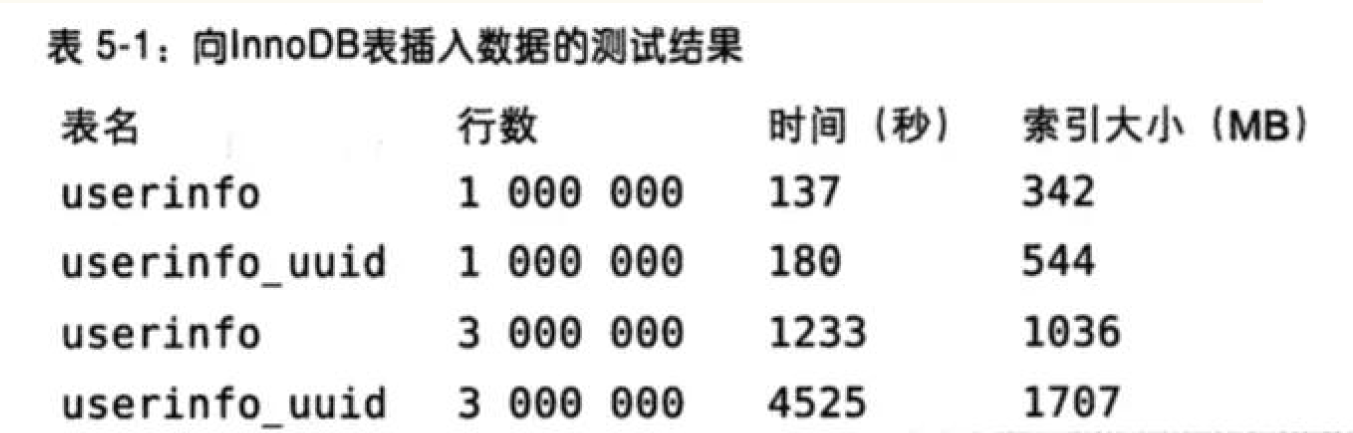 表 5-1：向InnoDB表插入数据的测试结果
表名 行数 时间（秒） 索引大小（MB）
userinfo 1 000 000 137 342
userinfo_uuid 1 000 000 180 544
userinfo 3 000 000 1233 1036
userinfo_uuid 3 000 000 4525 1707